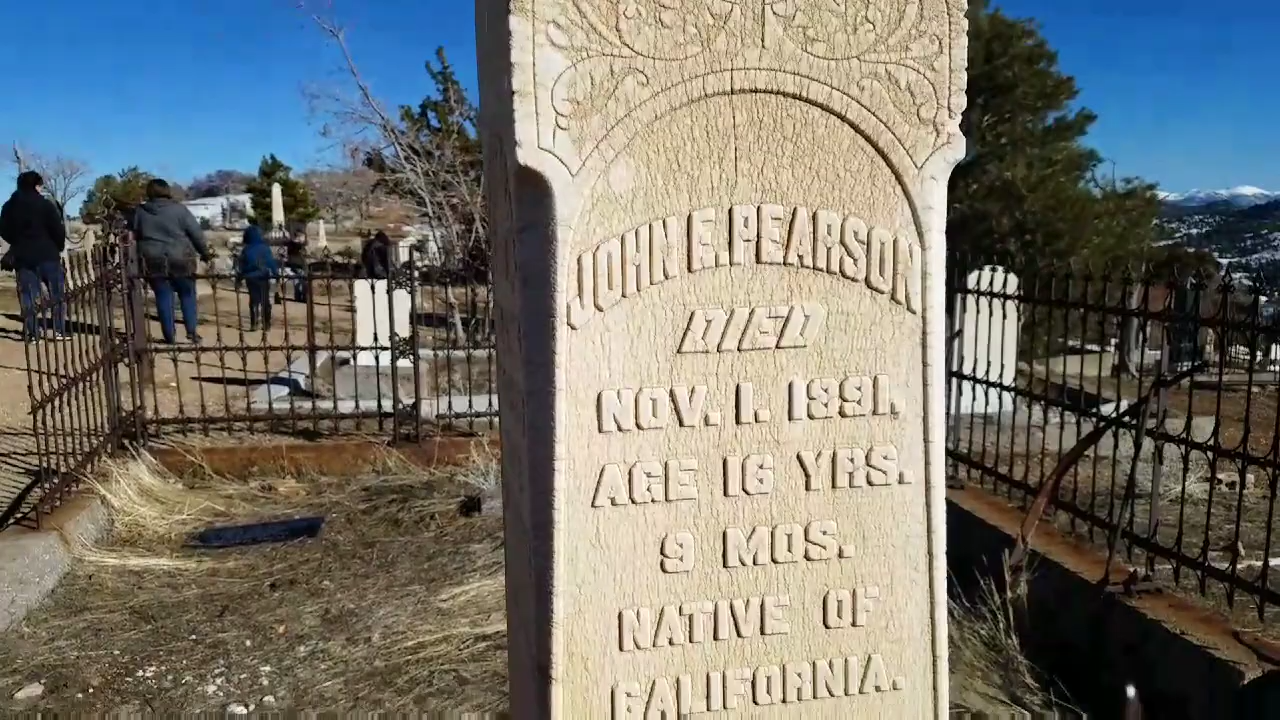 JOHN E. PEARSON
DIED
NOV. 1. 1891,
AGE 16 YRS.
9 MOS.
NATIVE OF
CALIFORNIA.